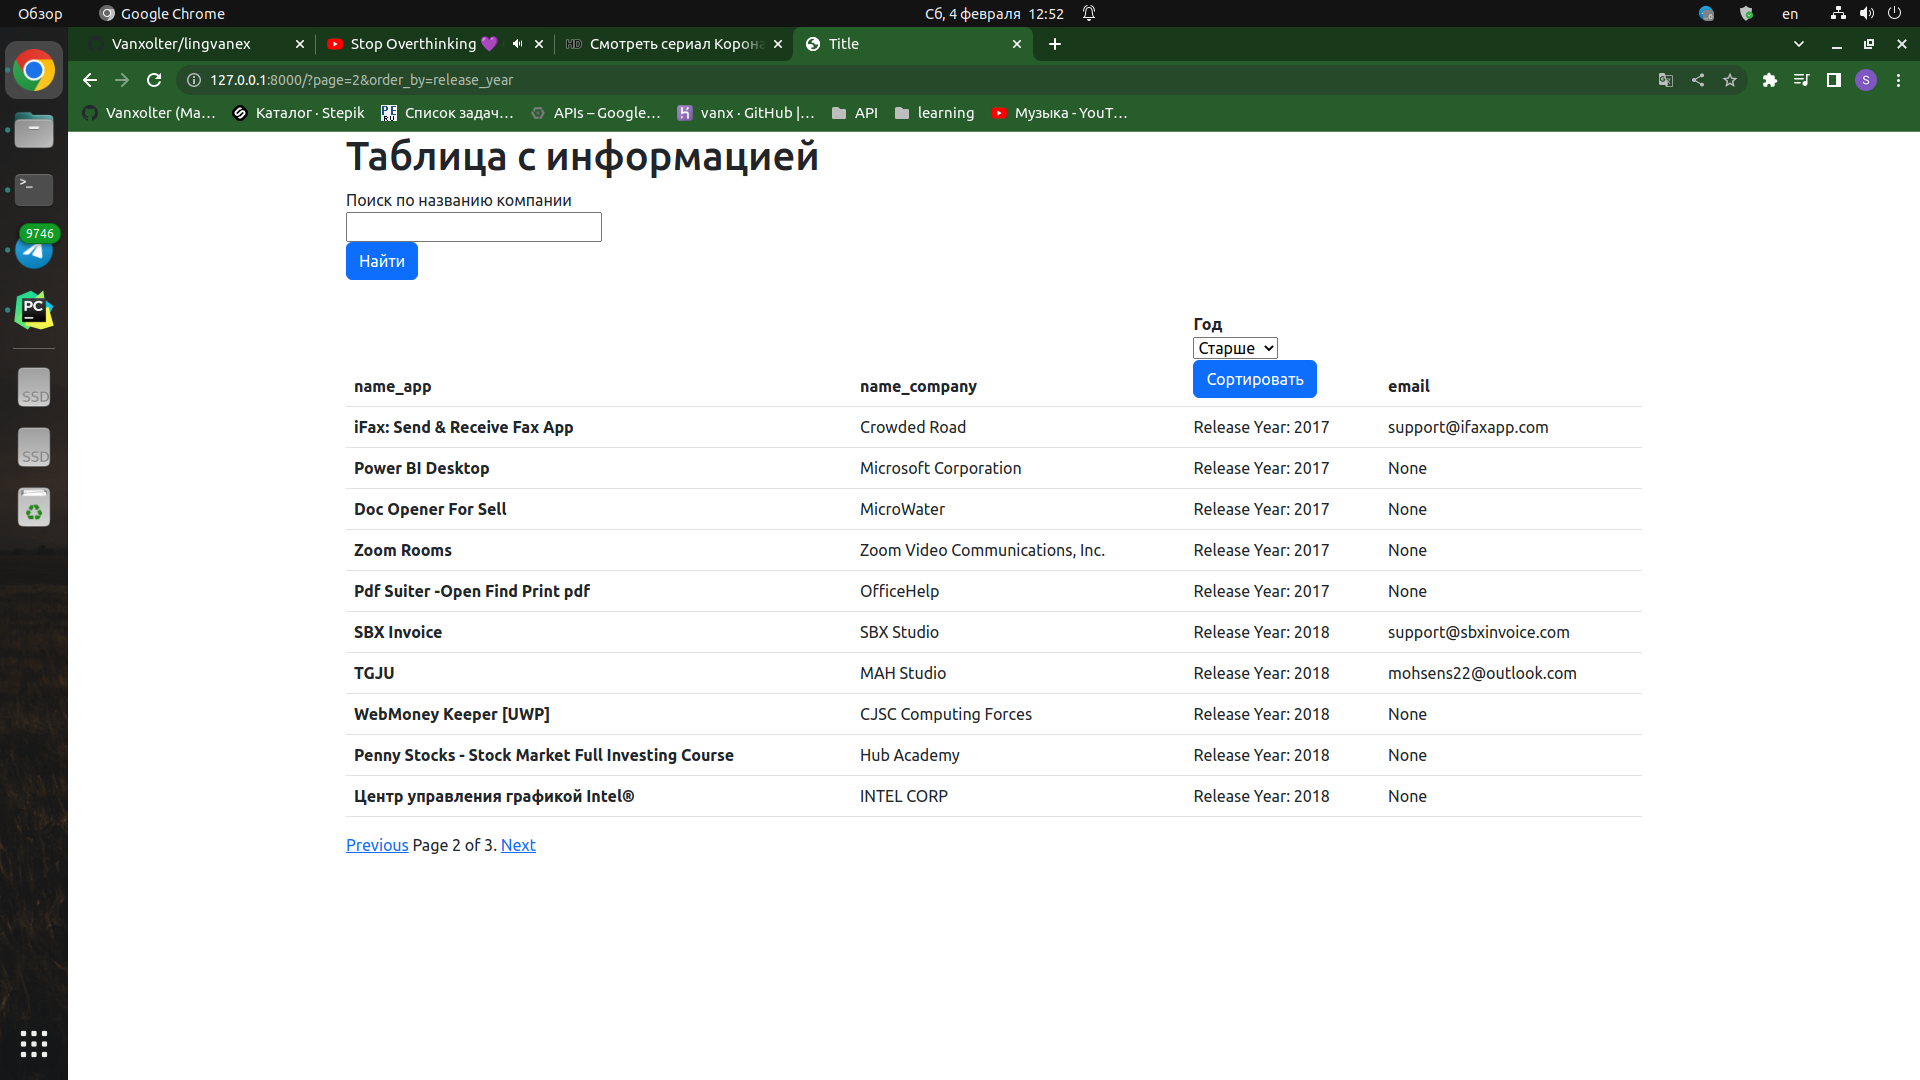 Обзор Google Chrome Сб, 4 февраля 12:52 en
Vanxolter/lingvanex Stop Overthinking 💜 Смотреть сериал Корона Title
127.0.0.1:8000/?page=2&order_by=release_year S
Vanxolter (Ma... Каталог · Stepik Список задач... APIs – Google... vanx · GitHub |... API learning Музыка - YouT...
9746
PC
SSD
SSD
Таблица с информацией
Поиск по названию компании
Найти
Год
Старше
Сортировать
name_app name_company email
iFax: Send & Receive Fax App Crowded Road Release Year: 2017 support@ifaxapp.com
Power BI Desktop Microsoft Corporation Release Year: 2017 None
Doc Opener For Sell MicroWater Release Year: 2017 None
Zoom Rooms Zoom Video Communications, Inc. Release Year: 2017 None
Pdf Suiter -Open Find Print pdf OfficeHelp Release Year: 2017 None
SBX Invoice SBX Studio Release Year: 2018 support@sbxinvoice.com
TGJU MAH Studio Release Year: 2018 mohsens22@outlook.com
WebMoney Keeper [UWP] CJSC Computing Forces Release Year: 2018 None
Penny Stocks - Stock Market Full Investing Course Hub Academy Release Year: 2018 None
Центр управления графикой Intel® INTEL CORP Release Year: 2018 None
Previous Page 2 of 3. Next